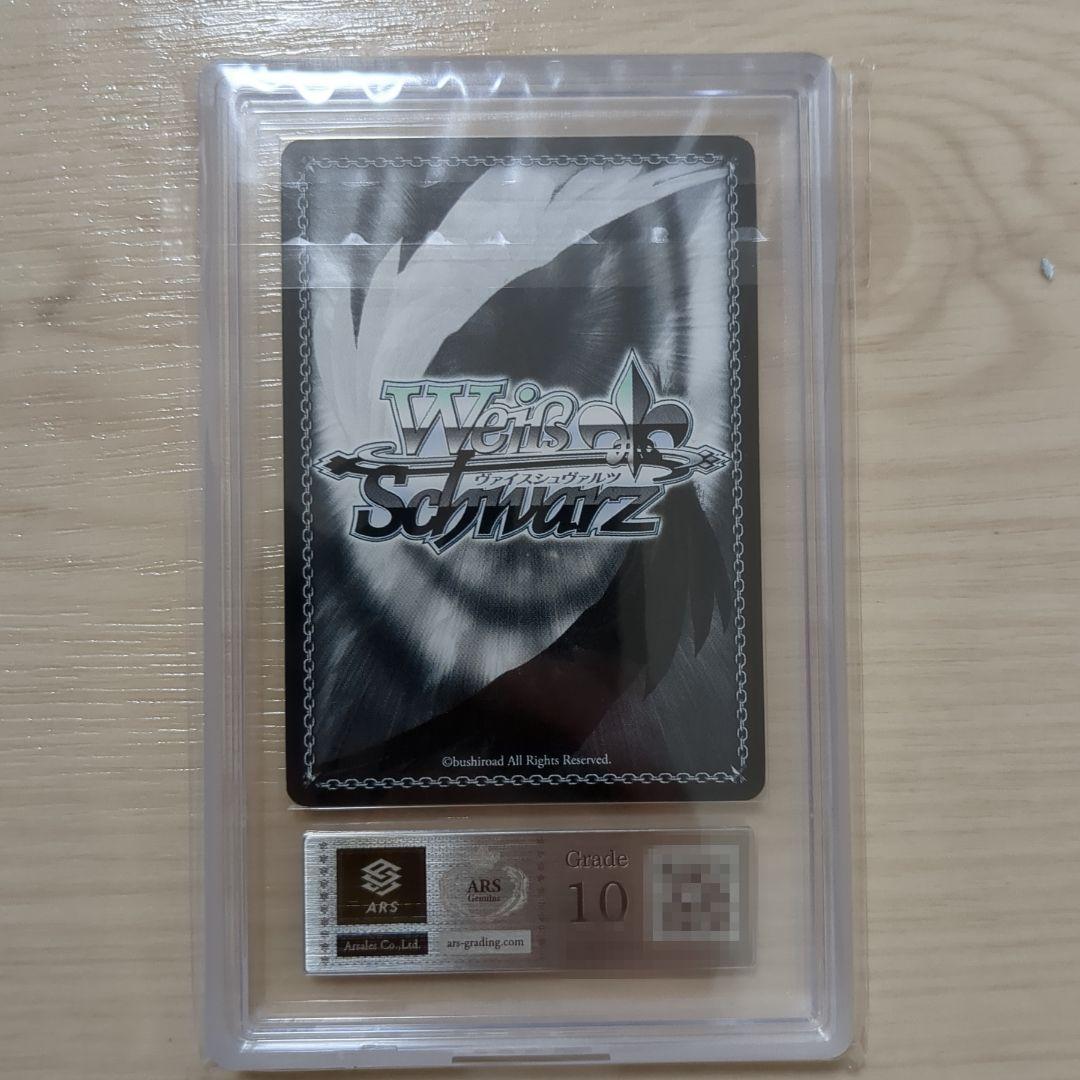 Weiß
ヴァイスシュヴァルツ
Schwarz
©bushiroad All Rights Reserved.
ARS
Arsales Co.,Ltd.
ARS
Genuine
ars-grading.com
Grade
10